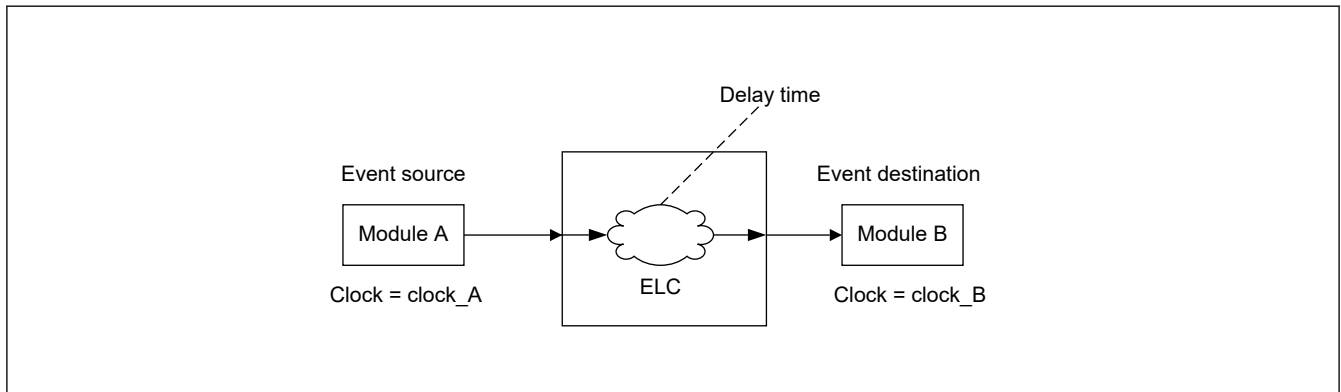 Delay time
Event source
Event destination
Module A
Module B
ELC
Clock = clock_A
Clock = clock_B